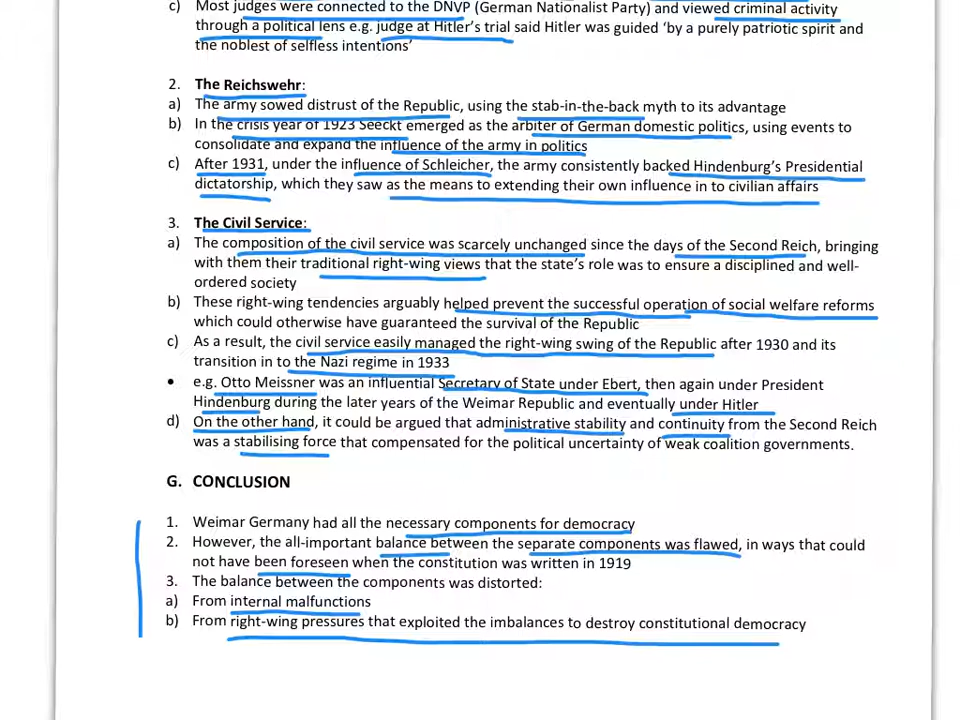 c) Most judges were connected to the DNVP (German Nationalist Party) and viewed criminal activity
through a political lens e.g. judge at Hitler's trial said Hitler was guided 'by a purely patriotic spirit and
the noblest of selfless intentions'
2. The Reichswehr:
a) The army sowed distrust of the Republic, using the stab-in-the-back myth to its advantage
b) In the crisis year of 1923 Seeckt emerged as the arbiter of German domestic politics, using events to
consolidate and expand the influence of the army in politics
c) After 1931, under the influence of Schleicher, the army consistently backed Hindenburg's Presidential
dictatorship, which they saw as the means to extending their own influence in to civilian affairs
3. The Civil Service:
a) The composition of the civil service was scarcely unchanged since the days of the Second Reich, bringing
with them their traditional right-wing views that the state's role was to ensure a disciplined and well-
ordered society
b) These right-wing tendencies arguably helped prevent the successful operation of social welfare reforms
which could otherwise have guaranteed the survival of the Republic
c) As a result, the civil service easily managed the right-wing swing of the Republic after 1930 and its
transition in to the Nazi regime in 1933
• e.g. Otto Meissner was an influential Secretary of State under Ebert, then again under President
Hindenburg during the later years of the Weimar Republic and eventually under Hitler
d) On the other hand, it could be argued that administrative stability and continuity from the Second Reich
was a stabilising force that compensated for the political uncertainty of weak coalition governments.
G. CONCLUSION
1. Weimar Germany had all the necessary components for democracy
2. However, the all-important balance between the separate components was flawed, in ways that could
not have been foreseen when the constitution was written in 1919
3. The balance between the components was distorted:
a) From internal malfunctions
b) From right-wing pressures that exploited the imbalances to destroy constitutional democracy